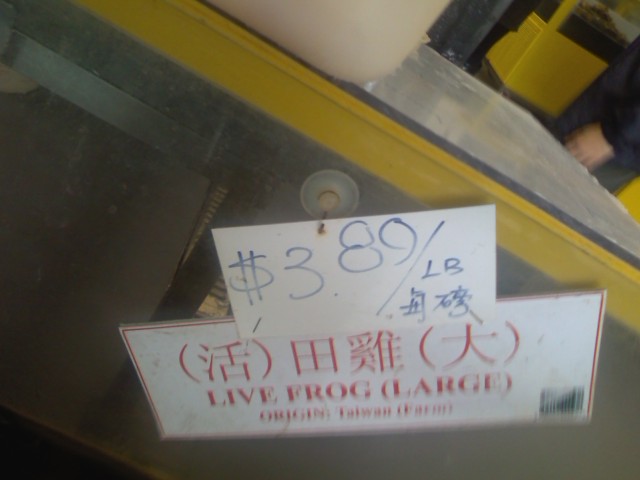 $3.89/LB
每磅
(活)田雞(大)
LIVE FROG (LARGE)
ORIGIN: Taiwan (Farm)